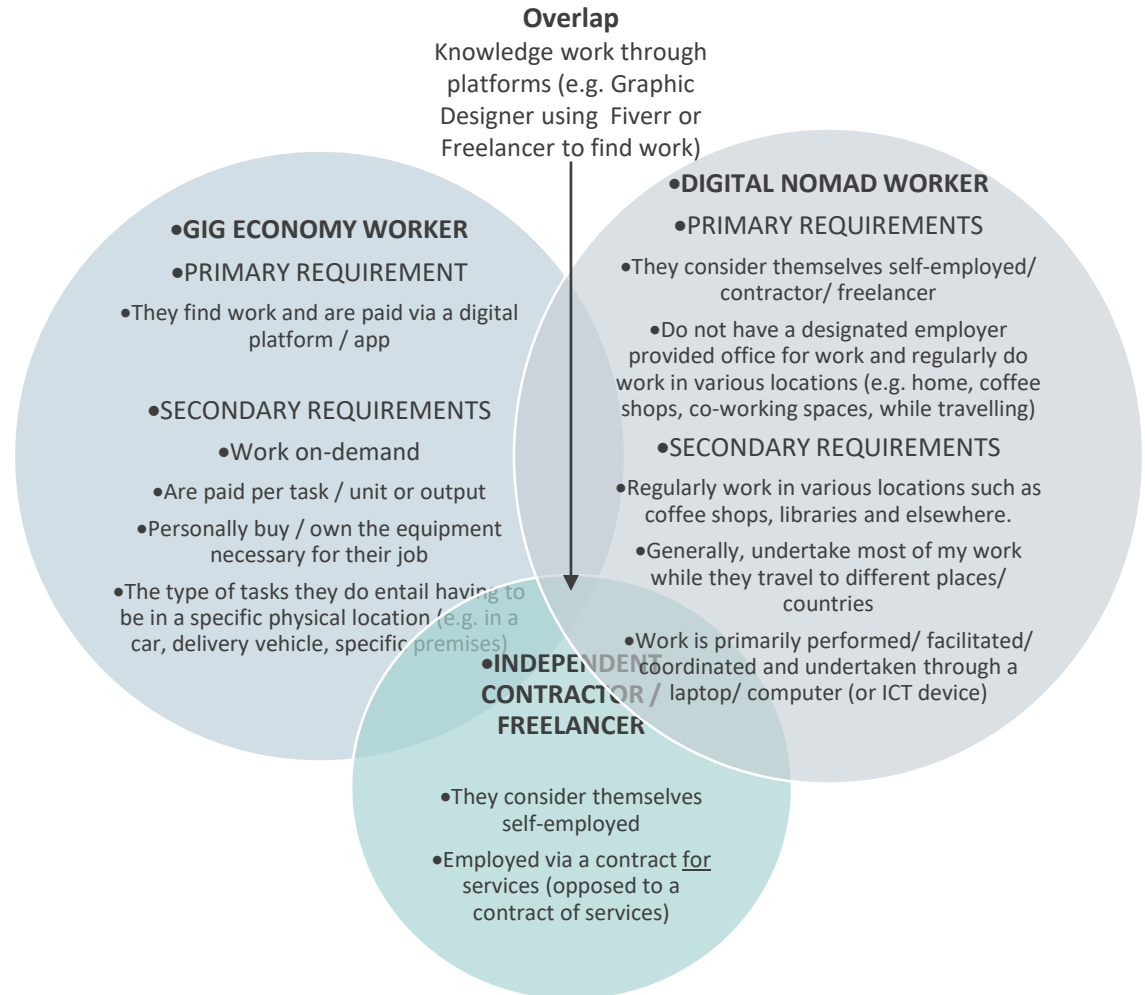 Overlap
Knowledge work through
platforms (e.g. Graphic
Designer using Fiverr or
Freelancer to find work)
•GIG ECONOMY WORKER
•PRIMARY REQUIREMENT
•They find work and are paid via a digital
platform / app
•SECONDARY REQUIREMENTS
•Work on-demand
•Are paid per task / unit or output
•Personally buy / own the equipment
necessary for their job
•The type of tasks they do entail having to
be in a specific physical location (e.g. in a
car, delivery vehicle, specific premises)
•DIGITAL NOMAD WORKER
•PRIMARY REQUIREMENTS
•They consider themselves self-employed/
contractor/ freelancer
•Do not have a designated employer
provided office for work and regularly do
work in various locations (e.g. home, coffee
shops, co-working spaces, while travelling)
•SECONDARY REQUIREMENTS
•Regularly work in various locations such as
coffee shops, libraries and elsewhere.
•Generally, undertake most of my work
while they travel to different places/
countries
•Work is primarily performed/ facilitated/
coordinated and undertaken through a
laptop/ computer (or ICT device)
•INDEPENDENT
CONTRACTOR /
FREELANCER
•They consider themselves
self-employed
•Employed via a contract for
services (opposed to a
contract of services)